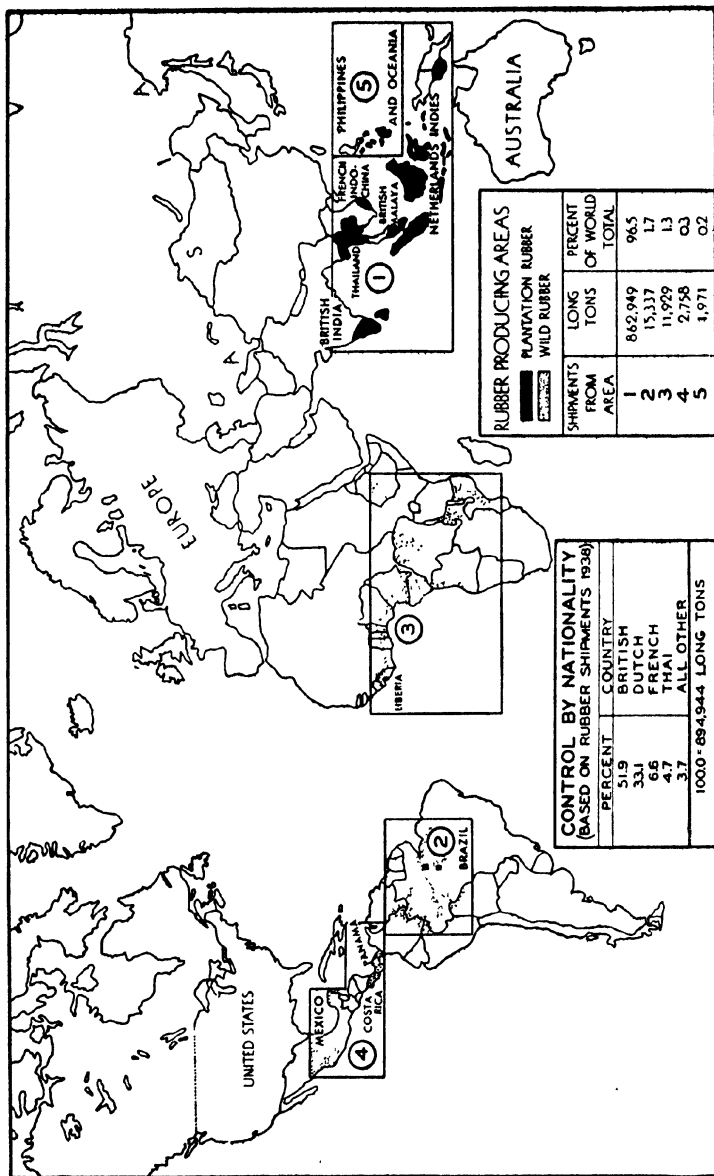 UNITED STATES
MEXICO
4
COSTA
RICA
PANAMA
2
BRAZIL
EUROPE
LIBERIA
3
A S I A
BRITISH
INDIA
THAILAND
1
FRENCH
INDO-
CHINA
BRITISH
MALAYA
NETHERLANDS INDIES
PHILIPPINES
5
AND OCEANIA
AUSTRALIA
CONTROL BY NATIONALITY
(BASED ON RUBBER SHIPMENTS 1938)
PERCENT COUNTRY
51.9 BRITISH
33.1 DUTCH
6.6 FRENCH
4.7 THAI
3.7 ALL OTHER
100.0 = 894,944 LONG TONS
RUBBER PRODUCING AREAS
PLANTATION RUBBER
WILD RUBBER
SHIPMENTS LONG PERCENT
FROM TONS OF WORLD
AREA TOTAL
1 862,949 96.5
2 15,337 1.7
3 11,929 1.3
4 2,758 0.3
5 1,971 0.2